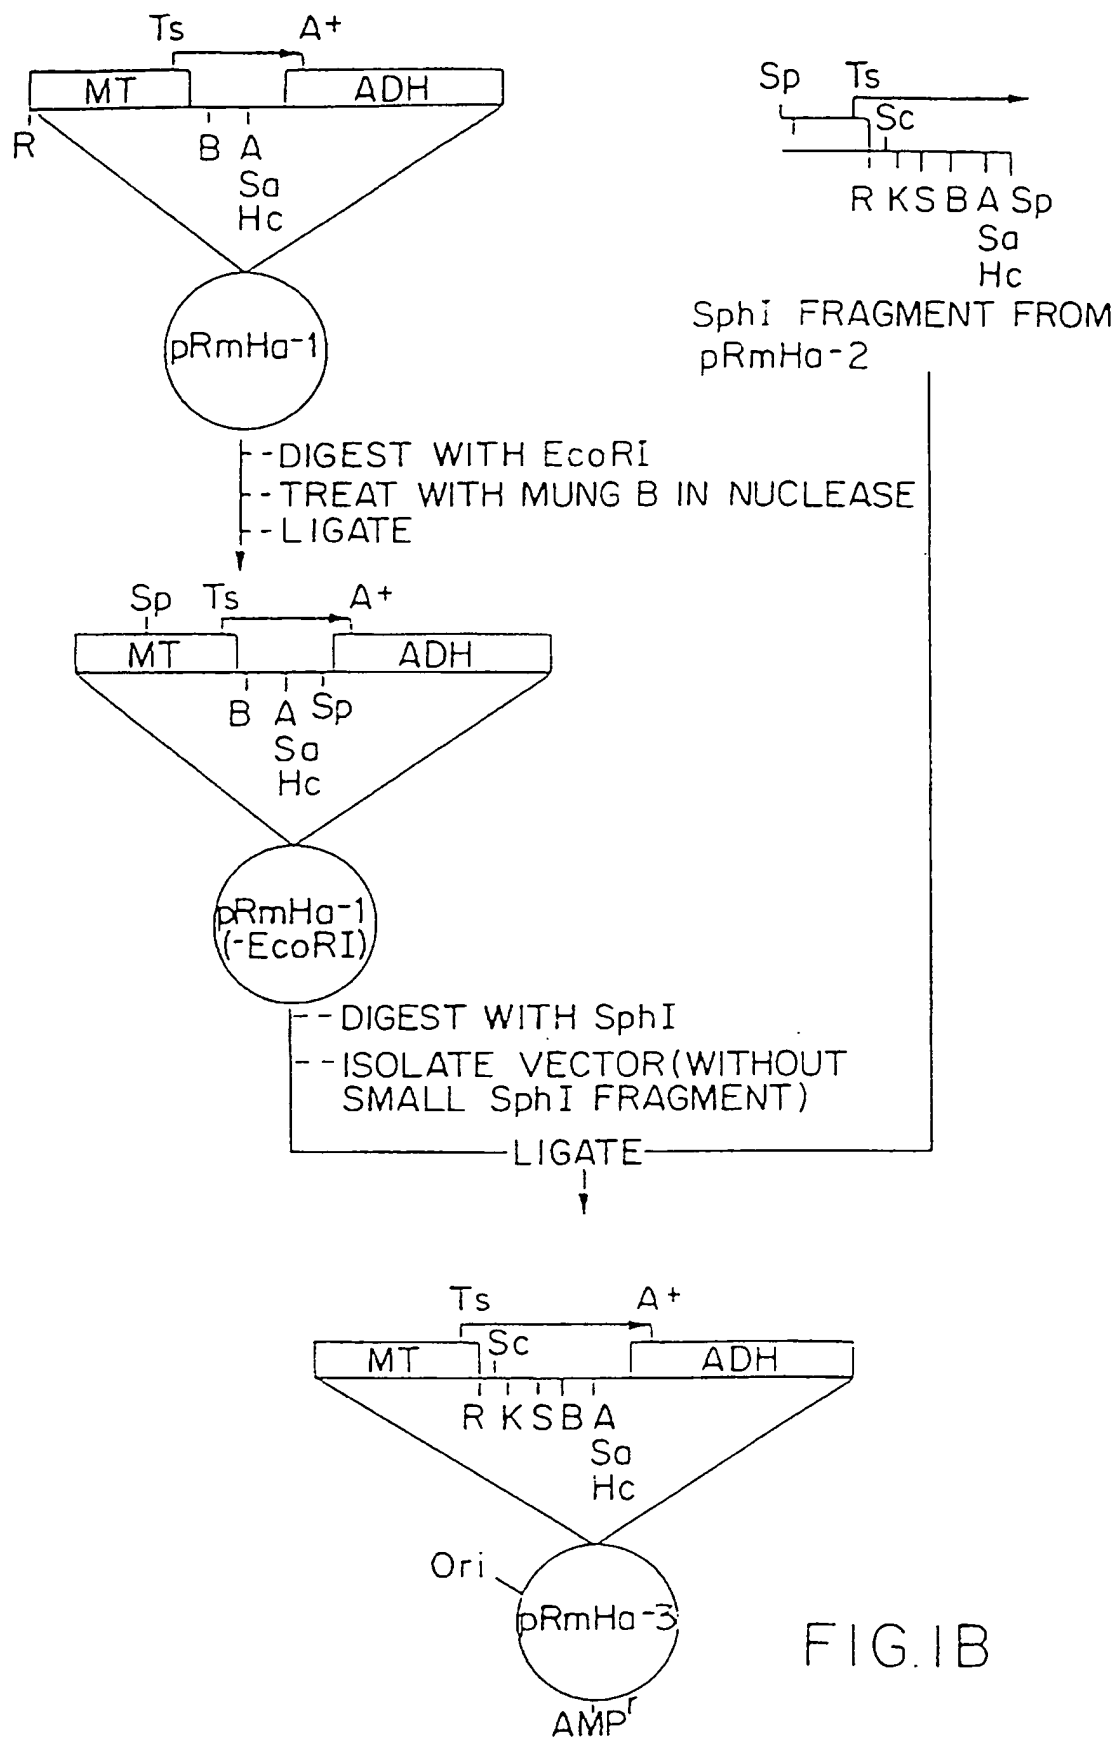 Ts A+
MT ADH
R B A
Sa
Hc
pRmHa-1
Sp Ts
Sc
R K S B A Sp
Sa
Hc
SphI FRAGMENT FROM
pRmHa-2
DIGEST WITH EcoRI
TREAT WITH MUNG B IN NUCLEASE
LIGATE
Sp Ts A+
MT ADH
B A Sp
Sa
Hc
pRmHa-1
(-EcoRI)
DIGEST WITH SphI
ISOLATE VECTOR(WITHOUT
SMALL SphI FRAGMENT)
LIGATE
Ts A+
Sc
MT ADH
R K S B A
Sa
Hc
Ori
pRmHa-3
AMPr
FIG.1B